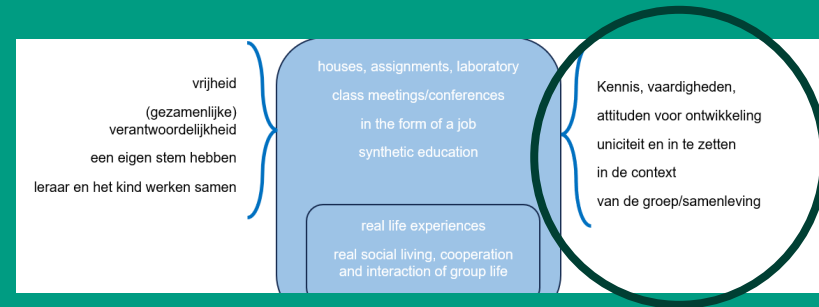 vrijheid
(gezamenlijke)
verantwoordelijkheid
een eigen stem hebben
leraar en het kind werken samen
houses, assignments, laboratory
class meetings/conferences
in the form of a job
synthetic education
real life experiences
real social living, cooperation
and interaction of group life
Kennis, vaardigheden,
attituden voor ontwikkeling
uniciteit en in te zetten
in de context
van de groep/samenleving